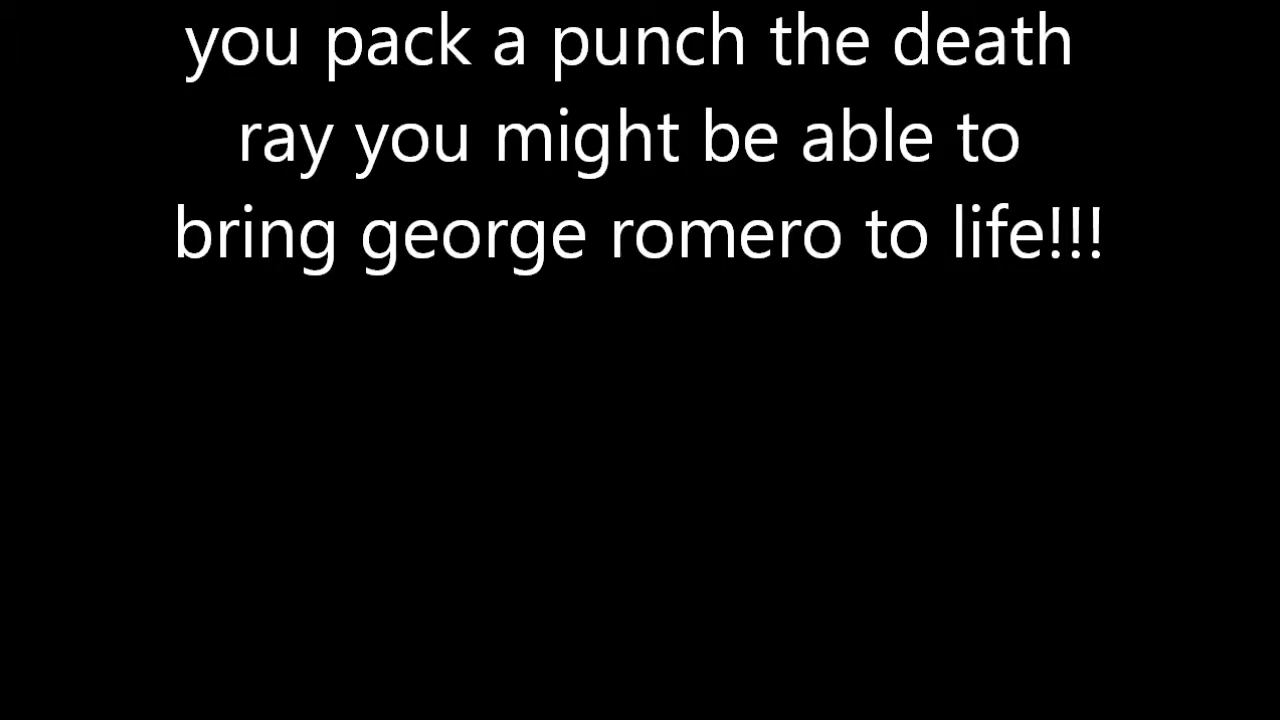 you pack a punch the death
ray you might be able to
bring george romero to life!!!